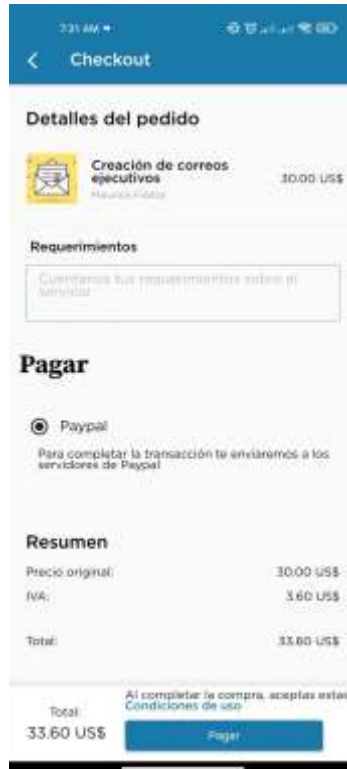 7:31 AM
Checkout
Detalles del pedido
Creación de correos
ejecutivos
30.00 US$
Requerimientos
Cuentanos tus requerimientos sobre el
servicio
Pagar
Paypal
Para completar la transacción te enviaremos a los
servidores de Paypal
Resumen
Precio original: 30.00 US$
IVA: 3.60 US$
Total: 33.60 US$
Al completar la compra, aceptas estas
Condiciones de uso
Total:
33.60 US$
Pagar